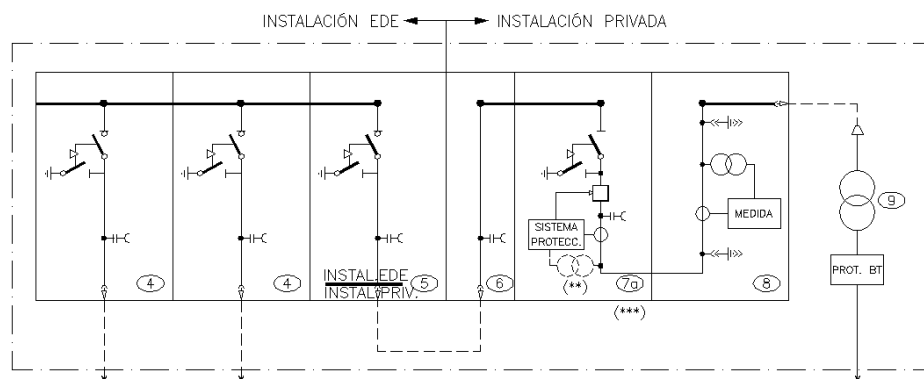 INSTALACIÓN EDE
INSTALACIÓN PRIVADA
SISTEMA
PROTECC.
MEDIDA
9
PROT. BT
INSTAL.EDE
INSTAL.PRIV.
4
4
5
6
(**)
7a
8
(***)